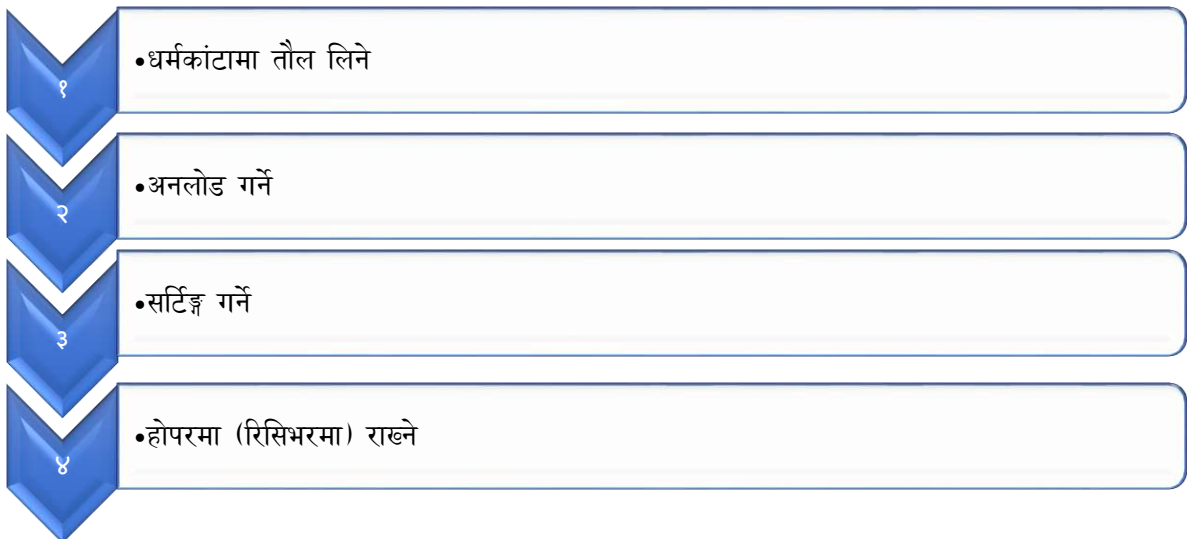 १
•धर्मकांटामा तौल लिने
२
•अनलोड गर्ने
३
•सर्टिङ्ग गर्ने
४
•होपरमा (रिसिभरमा) राख्ने